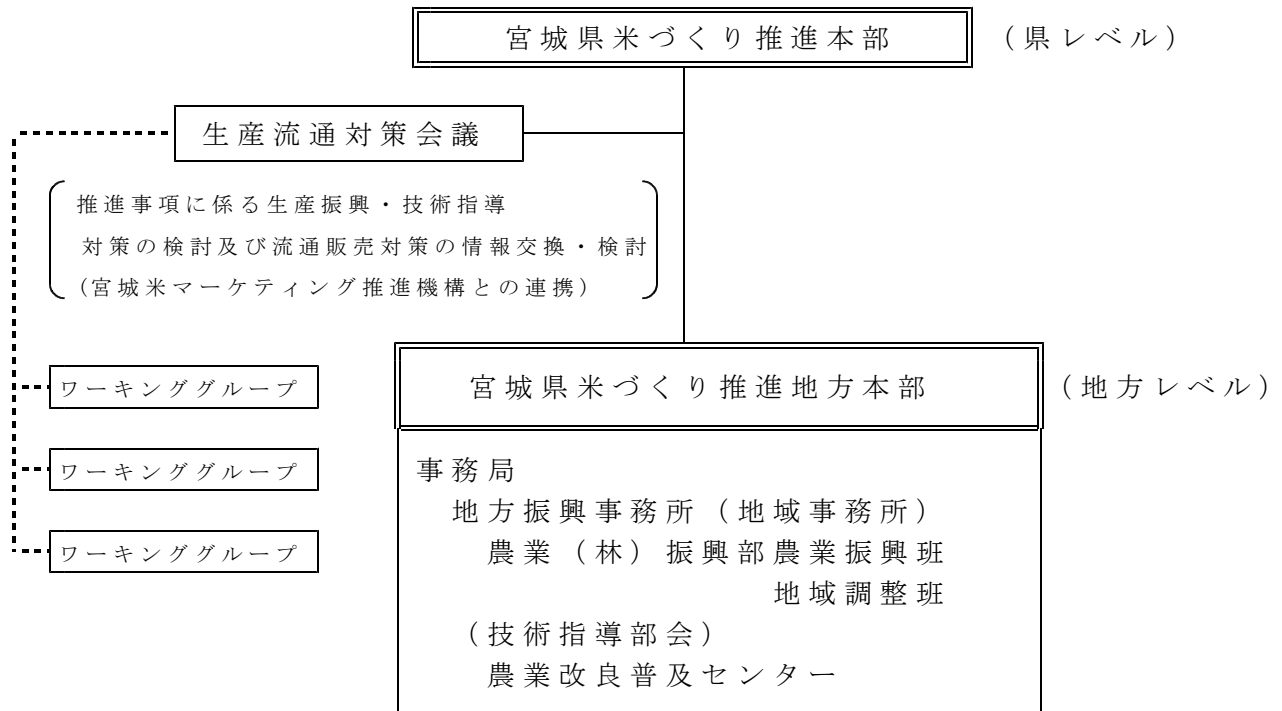 宮城県米づくり推進本部 （県レベル）
生産流通対策会議
推進事項に係る生産振興・技術指導
対策の検討及び流通販売対策の情報交換・検討
(宮城米マーケティング推進機構との連携)
ワーキンググループ
宮城県米づくり推進地方本部 （地方レベル）
ワーキンググループ
ワーキンググループ
事務局
地方振興事務所（地域事務所）
農業（林）振興部農業振興班
地域調整班
（技術指導部会）
農業改良普及センター